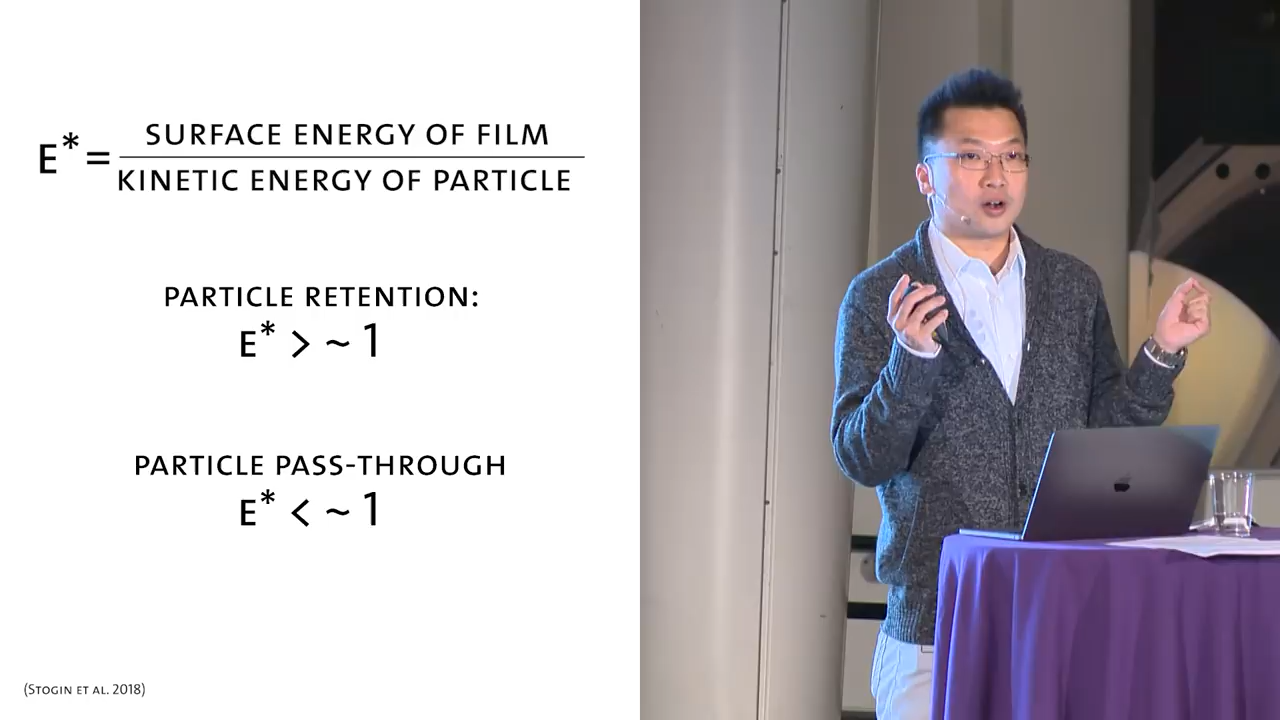 E* = SURFACE ENERGY OF FILM
KINETIC ENERGY OF PARTICLE
PARTICLE RETENTION:
E* > ~ 1
PARTICLE PASS-THROUGH
E* < ~ 1
(STOGIN ET AL. 2018)